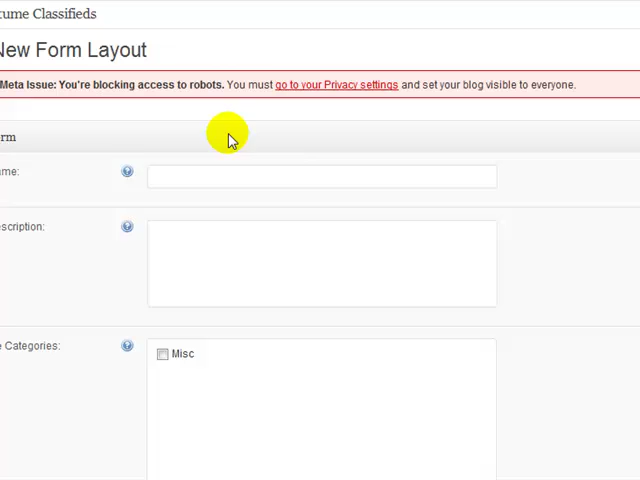 tume Classifieds
New Form Layout
Meta Issue: You're blocking access to robots. You must go to your Privacy settings and set your blog visible to everyone.
rm
ame:
escription:
e Categories:
Misc